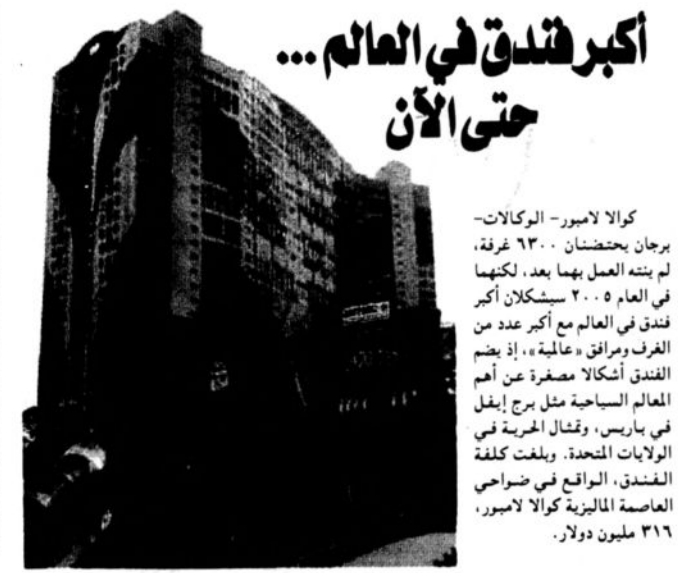 أكبر فندق في العالم ...
حتى الآن
كوالا لامبور- الوكالات-
برجان يحتضنان ٦٣٠٠ غرفة،
لم ينته العمل بهما بعد، لكنهما
في العام ٢٠٠٥ سيشكلان أكبر
فندق في العالم مع أكبر عدد من
الغرف ومرافق «عالمية»، إذ يضم
الفندق أشكالا مصغرة عن أهم
المعالم السياحية مثل برج إيفل
في باريس، وتمثال الحرية في
الولايات المتحدة. وبلغت كلفة
الفندق، الواقع في ضواحي
العاصمة الماليزية كوالا لامبور،
٣١٦ مليون دولار.